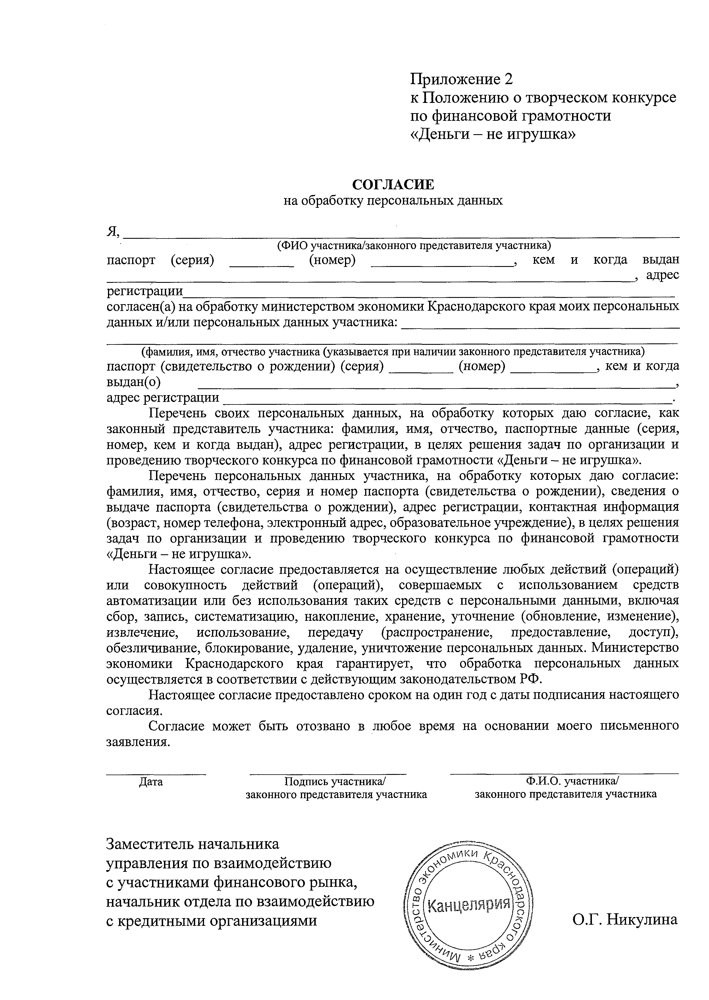 Приложение 2
к Положению о творческом конкурсе
по финансовой грамотности
«Деньги – не игрушка»
СОГЛАСИЕ
на обработку персональных данных
Я, ____________________
(ФИО участника/законного представителя участника)
паспорт (серия) _________ (номер) ____________________, кем и когда выдан
____________________, адрес
регистрации____________________
согласен(а) на обработку министерством экономики Краснодарского края моих персональных
данных и/или персональных данных участника: ____________________
____________________
(фамилия, имя, отчество участника (указывается при наличии законного представителя участника)
паспорт (свидетельство о рождении) (серия) _________ (номер) ____________, кем и когда
выдан(о) ____________________,
адрес регистрации ____________________.
Перечень своих персональных данных, на обработку которых даю согласие, как
законный представитель участника: фамилия, имя, отчество, паспортные данные (серия,
номер, кем и когда выдан), адрес регистрации, в целях решения задач по организации и
проведению творческого конкурса по финансовой грамотности «Деньги – не игрушка».
Перечень персональных данных участника, на обработку которых даю согласие:
фамилия, имя, отчество, серия и номер паспорта (свидетельства о рождении), сведения о
выдаче паспорта (свидетельства о рождении), адрес регистрации, контактная информация
(возраст, номер телефона, электронный адрес, образовательное учреждение), в целях решения
задач по организации и проведению творческого конкурса по финансовой грамотности
«Деньги – не игрушка».
Настоящее согласие предоставляется на осуществление любых действий (операций)
или совокупность действий (операций), совершаемых с использованием средств
автоматизации или без использования таких средств с персональными данными, включая
сбор, запись, систематизацию, накопление, хранение, уточнение (обновление, изменение),
извлечение, использование, передачу (распространение, предоставление, доступ),
обезличивание, блокирование, удаление, уничтожение персональных данных. Министерство
экономики Краснодарского края гарантирует, что обработка персональных данных
осуществляется в соответствии с действующим законодательством РФ.
Настоящее согласие предоставлено сроком на один год с даты подписания настоящего
согласия.
Согласие может быть отозвано в любое время на основании моего письменного
заявления.
Дата
Подпись участника/
законного представителя участника
Ф.И.О. участника/
законного представителя участника
Заместитель начальника
управления по взаимодействию
с участниками финансового рынка,
начальник отдела по взаимодействию
с кредитными организациями
Министерство экономики Краснодарского края *
Канцелярия
О.Г. Никулина